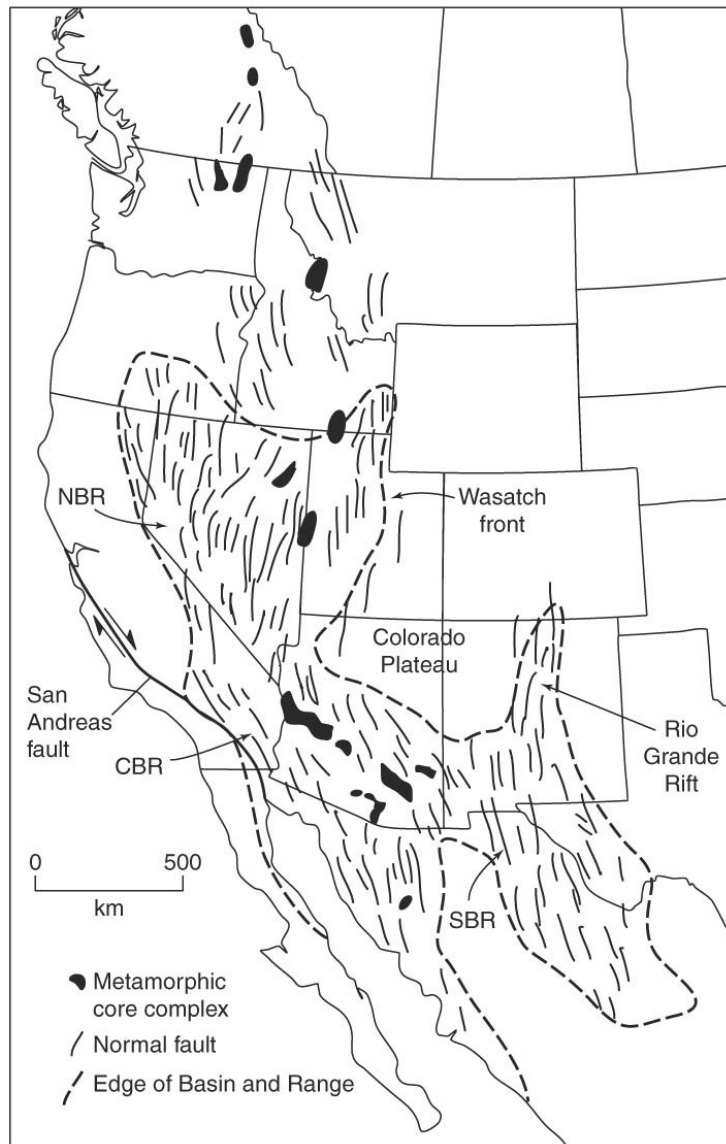 NBR
Wasatch
front
Colorado
Plateau
San
Andreas
fault
CBR
Rio
Grande
Rift
0 500
km
SBR
Metamorphic
core complex
Normal fault
Edge of Basin and Range